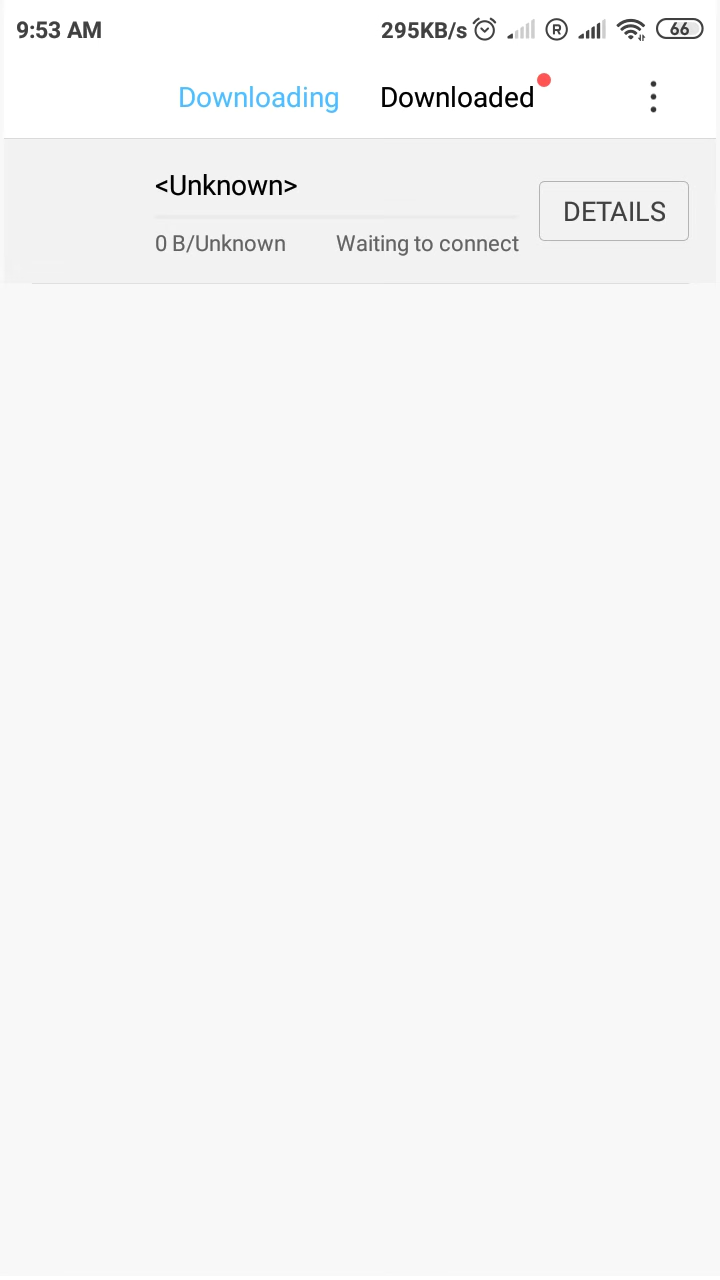 9:53 AM 295KB/s R 66
Downloading Downloaded
<Unknown>
DETAILS
0 B/Unknown Waiting to connect